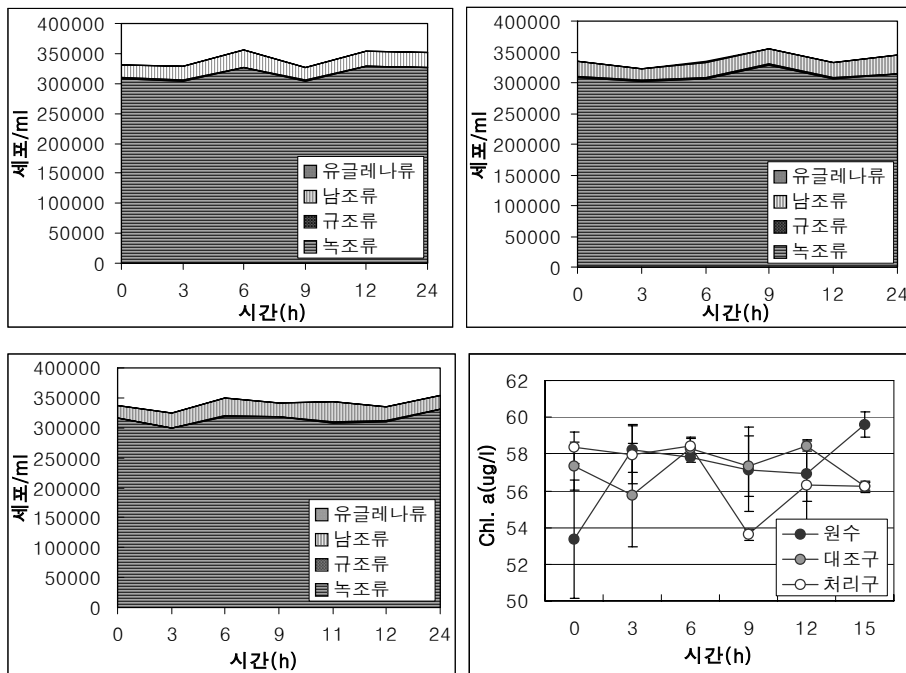 세포/ml
400000
350000
300000
250000
200000
150000
100000
50000
0
유글레나류
남조류
규조류
녹조류
0 3 6 9 12 24
시간(h)
세포/ml
400000
350000
300000
250000
200000
150000
100000
50000
0
유글레나류
남조류
규조류
녹조류
0 3 6 9 12 24
시간(h)
세포/ml
400000
350000
300000
250000
200000
150000
100000
50000
0
유글레나류
남조류
규조류
녹조류
0 3 6 9 11 12 24
시간(h)
Chl. a(ug/l)
62
60
58
56
54
52
50
원수
대조구
처리구
0 3 6 9 12 15
시간(h)